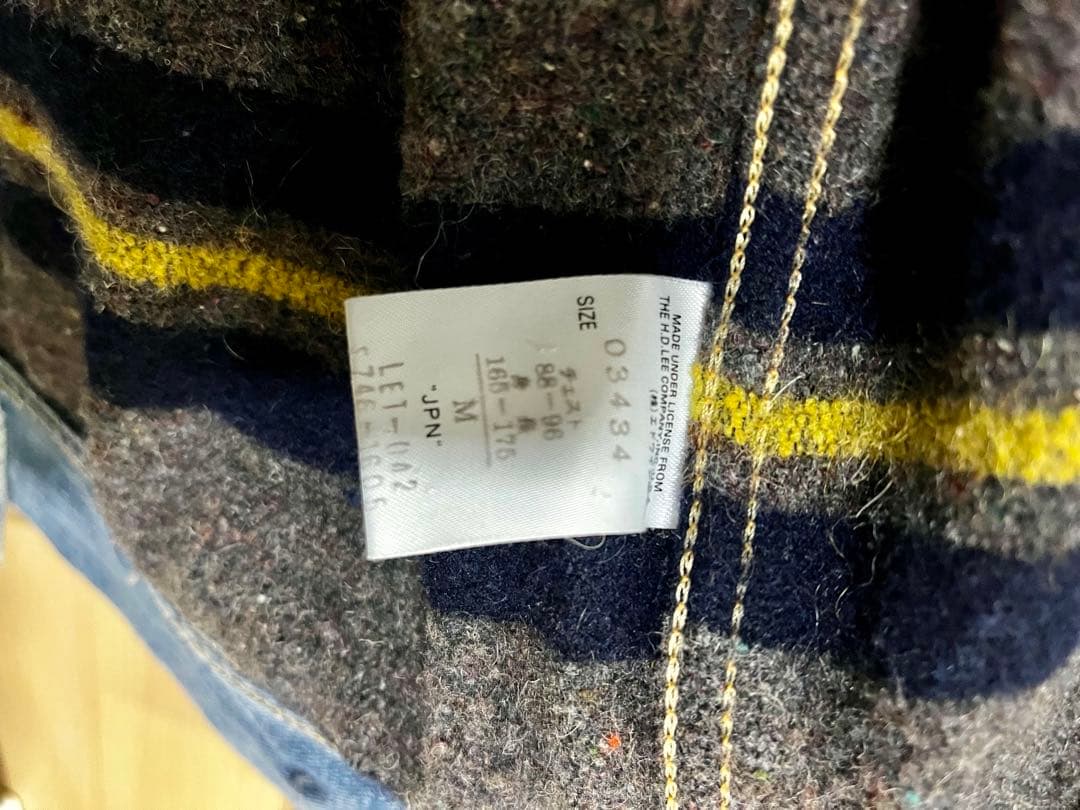 MADE UNDER LICENSE FROM
THE H.D.LEE COMPANY, INC.
03434
SIZE
チェスト
88-96
身長
165-175
M
"JPN"
LET-42